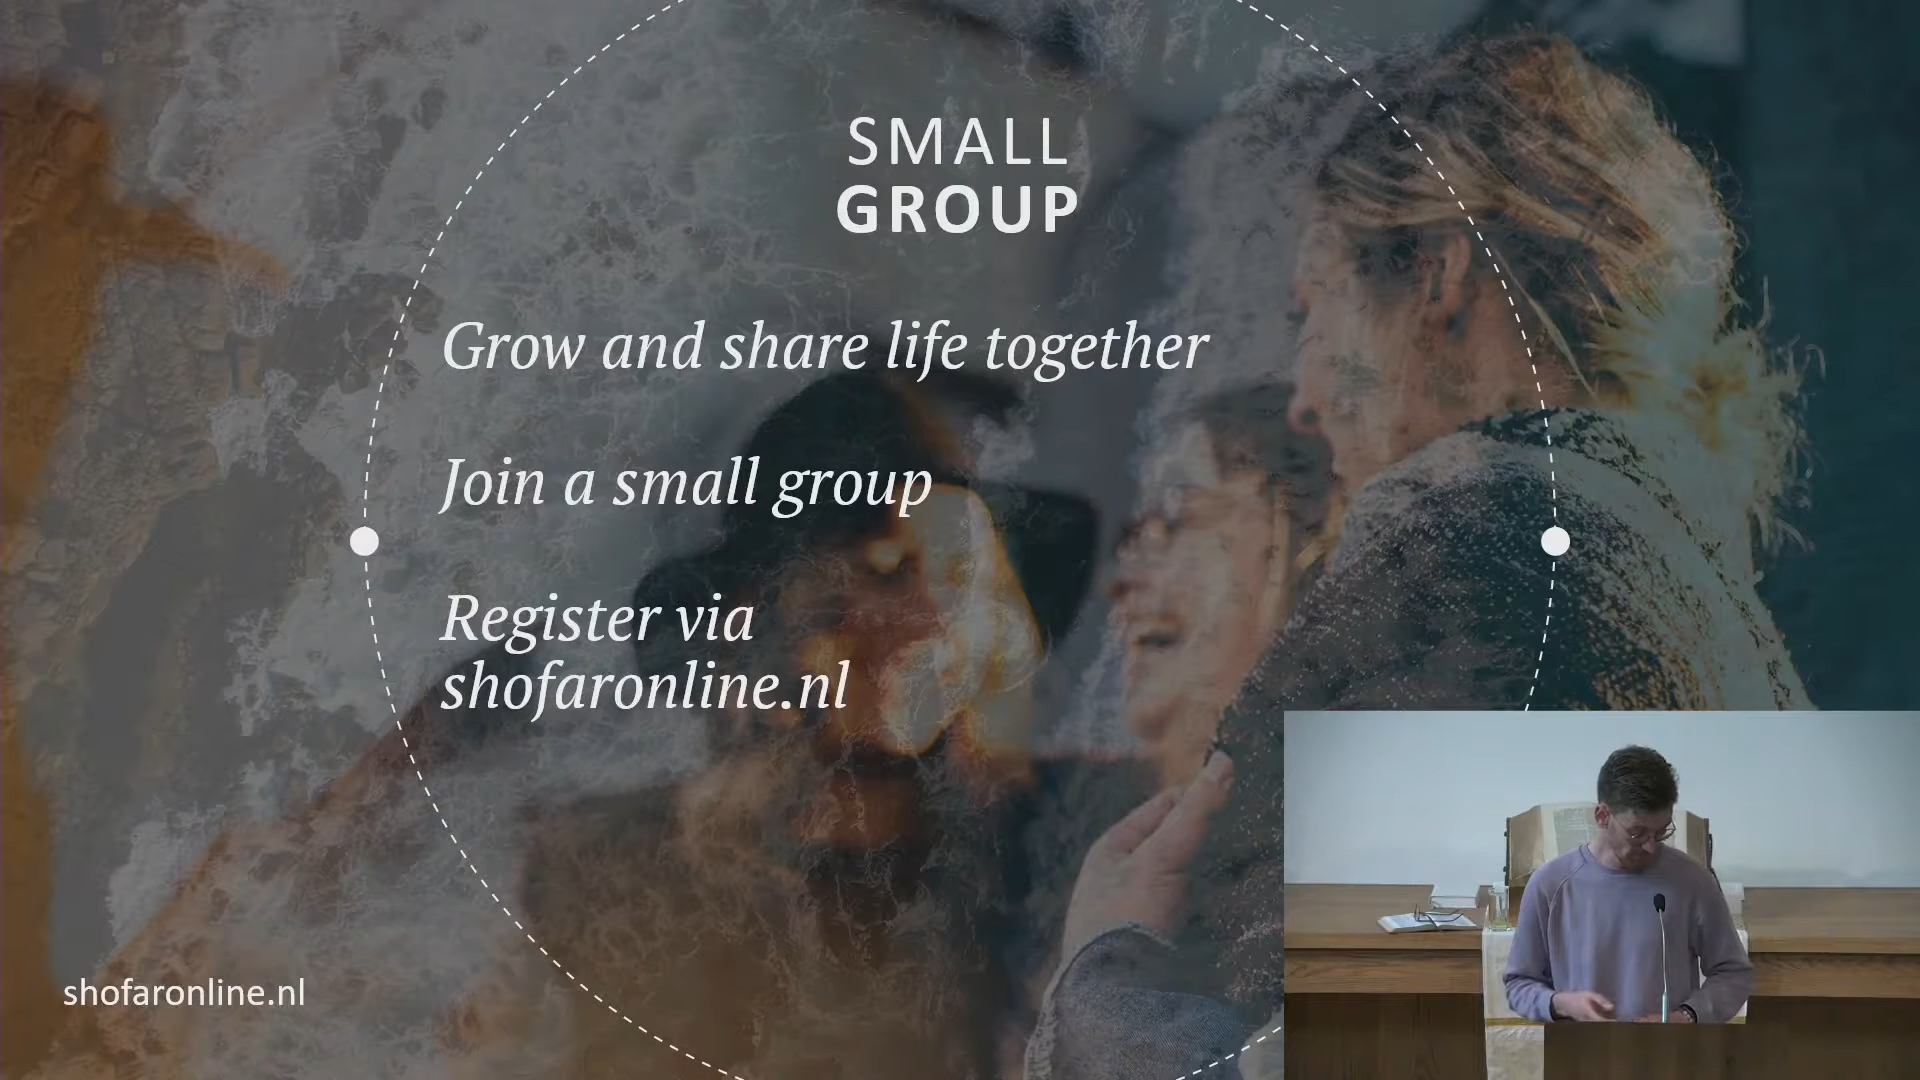 SMALL
GROUP
Grow and share life together
Join a small group
Register via
shofaronline.nl
shofaronline.nl